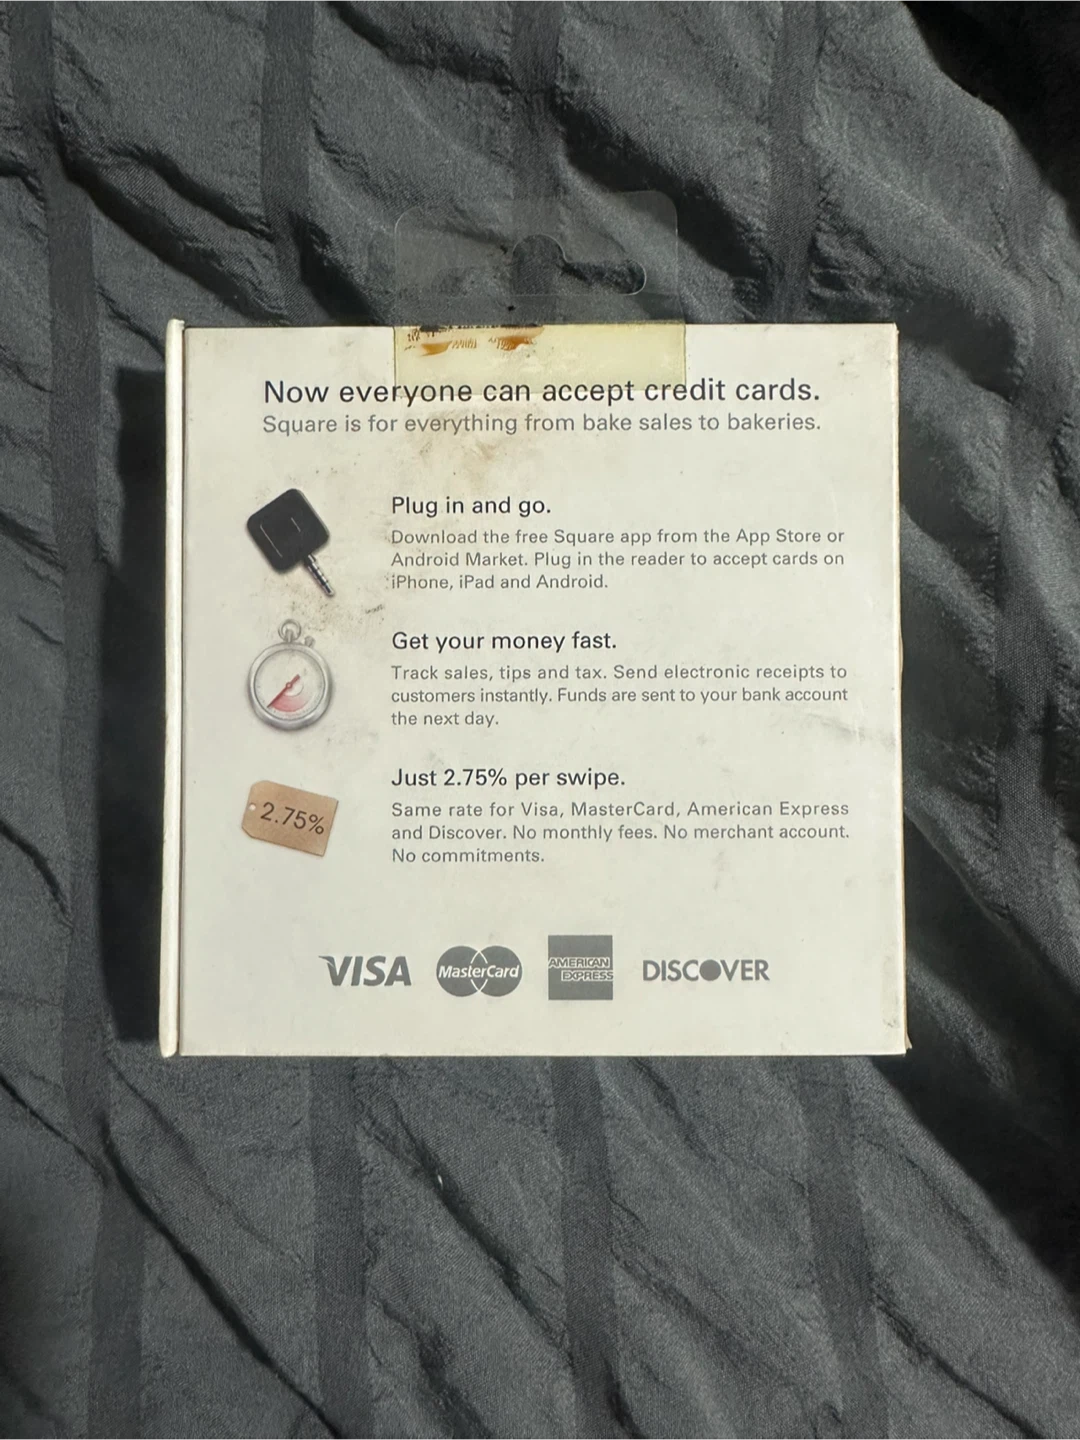 Now everyone can accept credit cards.
Square is for everything from bake sales to bakeries.
Plug in and go.
Download the free Square app from the App Store or
Android Market. Plug in the reader to accept cards on
iPhone, iPad and Android.
Get your money fast.
Track sales, tips and tax. Send electronic receipts to
customers instantly. Funds are sent to your bank account
the next day.
2.75%
Just 2.75% per swipe.
Same rate for Visa, MasterCard, American Express
and Discover. No monthly fees. No merchant account.
No commitments.
VISA MasterCard AMERICAN EXPRESS DISCOVER